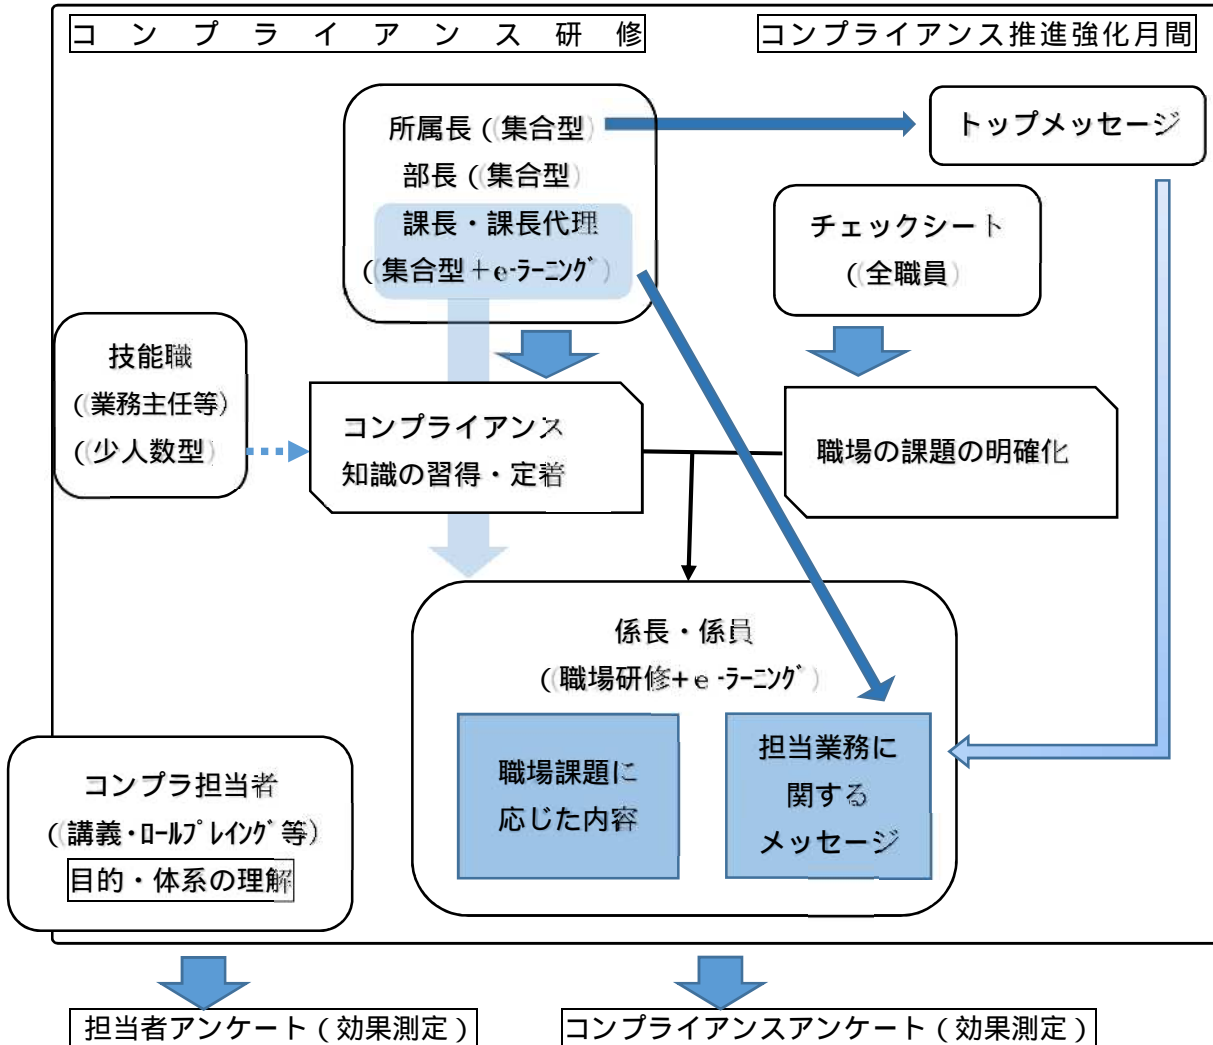 コンプライアンス研修
コンプライアンス推進強化月間
所属長(集合型)
部長(集合型)
課長・課長代理
(集合型+e-ラーニング)
トップメッセージ
チェックシート
(全職員)
技能職
(業務主任等)
(少人数型)
コンプライアンス
知識の習得・定着
職場の課題の明確化
係長・係員
(職場研修+e-ラーニング)
職場課題に
応じた内容
担当業務に
関する
メッセージ
コンプラ担当者
(講義・ロールプレイング等)
目的・体系の理解
担当者アンケート(効果測定)
コンプライアンスアンケート(効果測定)